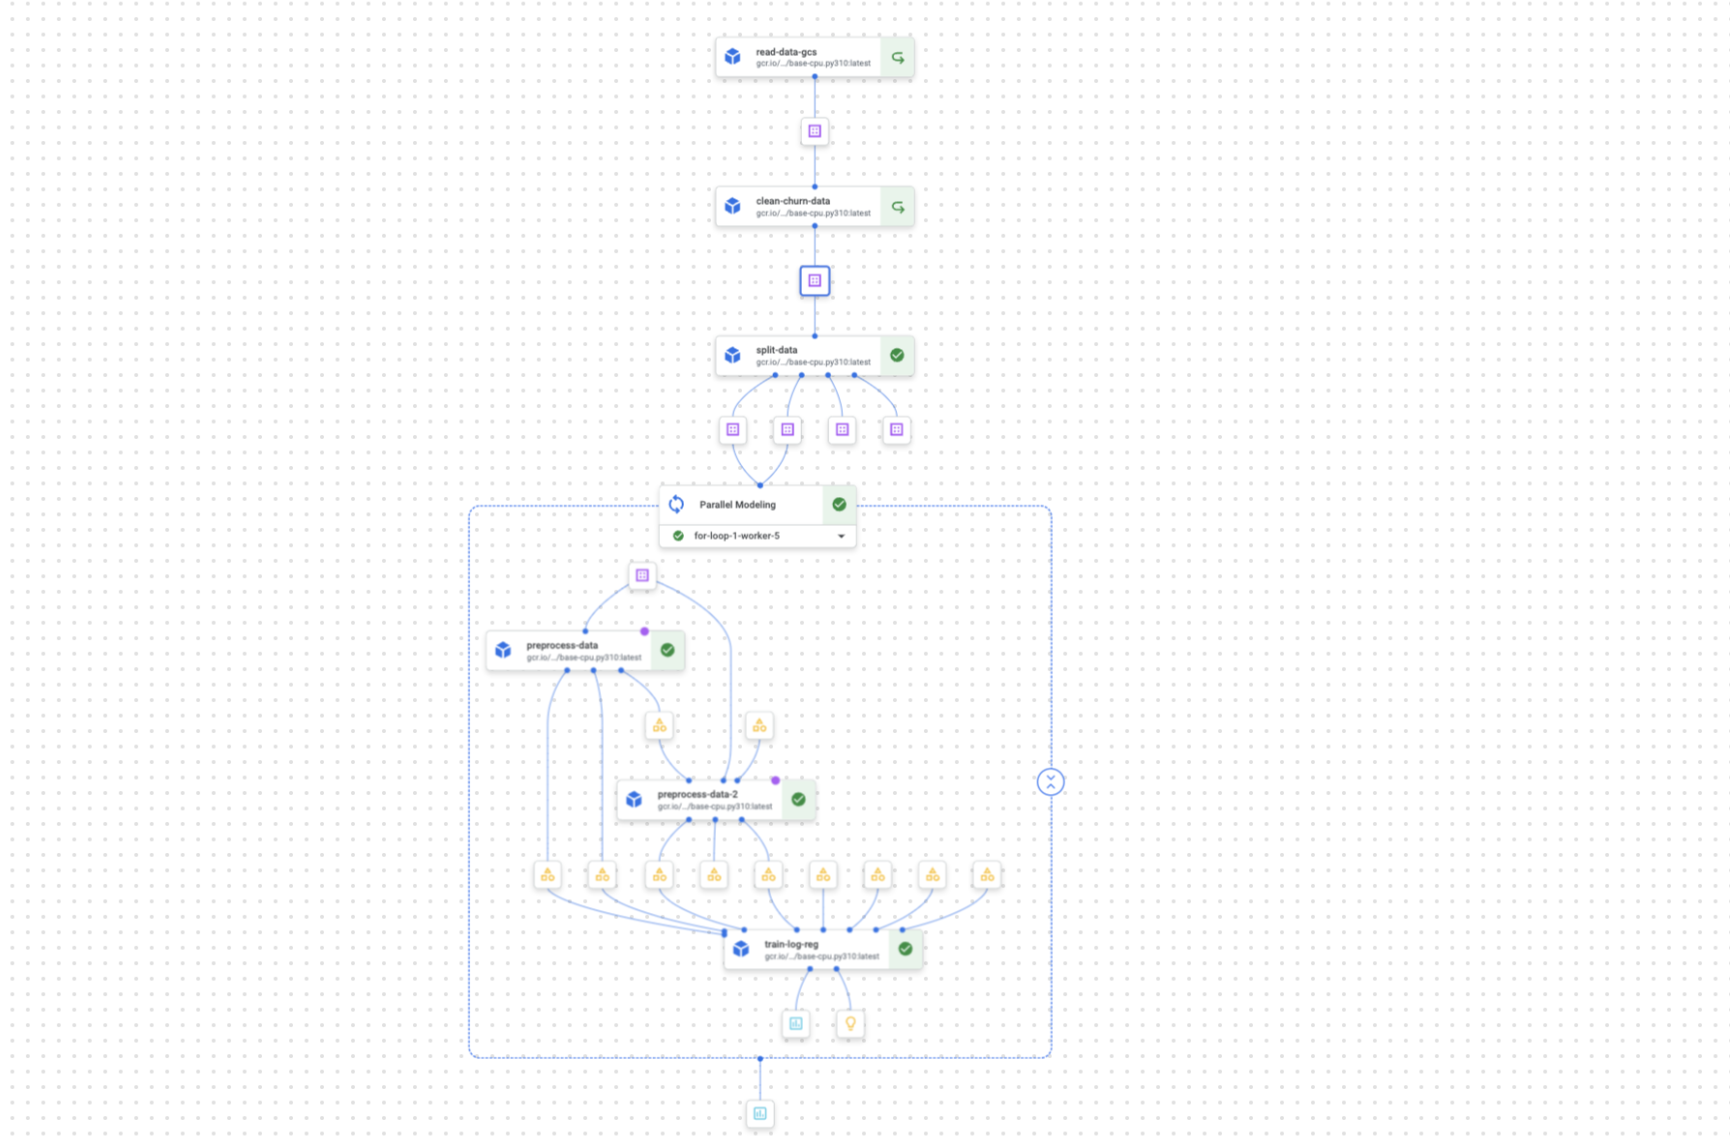 read-data-gcs
gcr.io/.../base-cpu.py310:latest
clean-churn-data
gcr.io/.../base-cpu.py310:latest
split-data
gcr.io/.../base-cpu.py310:latest
Parallel Modeling
for-loop-1-worker-5
preprocess-data
gcr.io/.../base-cpu.py310:latest
preprocess-data-2
gcr.io/.../base-cpu.py310:latest
train-log-reg
gcr.io/.../base-cpu.py310:latest